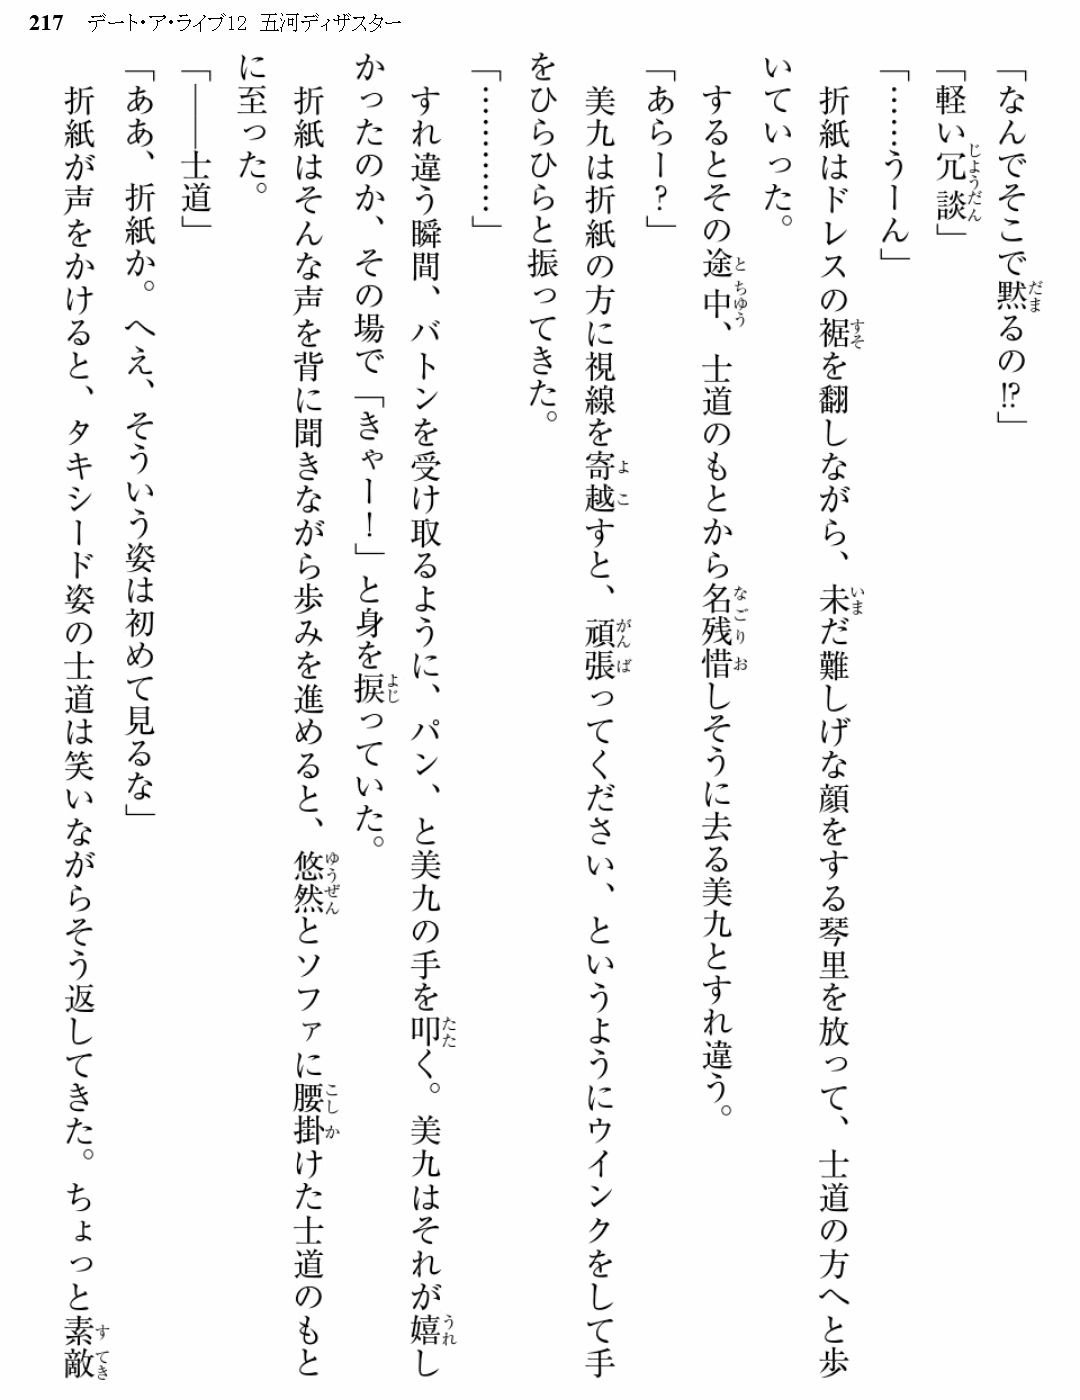 217 デート・ア・ライブ12 五河ディザスター
「なんでそこで黙るの!?」
「軽い冗談」
「……うーん」
　折紙はドレスの裾を翻しながら、未だ難しげな顔をする琴里を放って、士道の方へと歩
いていった。
　するとその途中、士道のもとから名残惜しそうに去る美九とすれ違う。
「あらー？」
　美九は折紙の方に視線を寄越すと、頑張ってください、というようにウインクをして手
をひらひらと振ってきた。
「…………」
　すれ違う瞬間、バトンを受け取るように、パン、と美九の手を叩く。美九はそれが嬉し
かったのか、その場で「きゃー！」と身を捩っていた。
　折紙はそんな声を背に聞きながら歩みを進めると、悠然とソファに腰掛けた士道のもと
に至った。
「――士道」
「ああ、折紙か。へえ、そういう姿は初めて見るな」
　折紙が声をかけると、タキシード姿の士道は笑いながらそう返してきた。ちょっと素敵